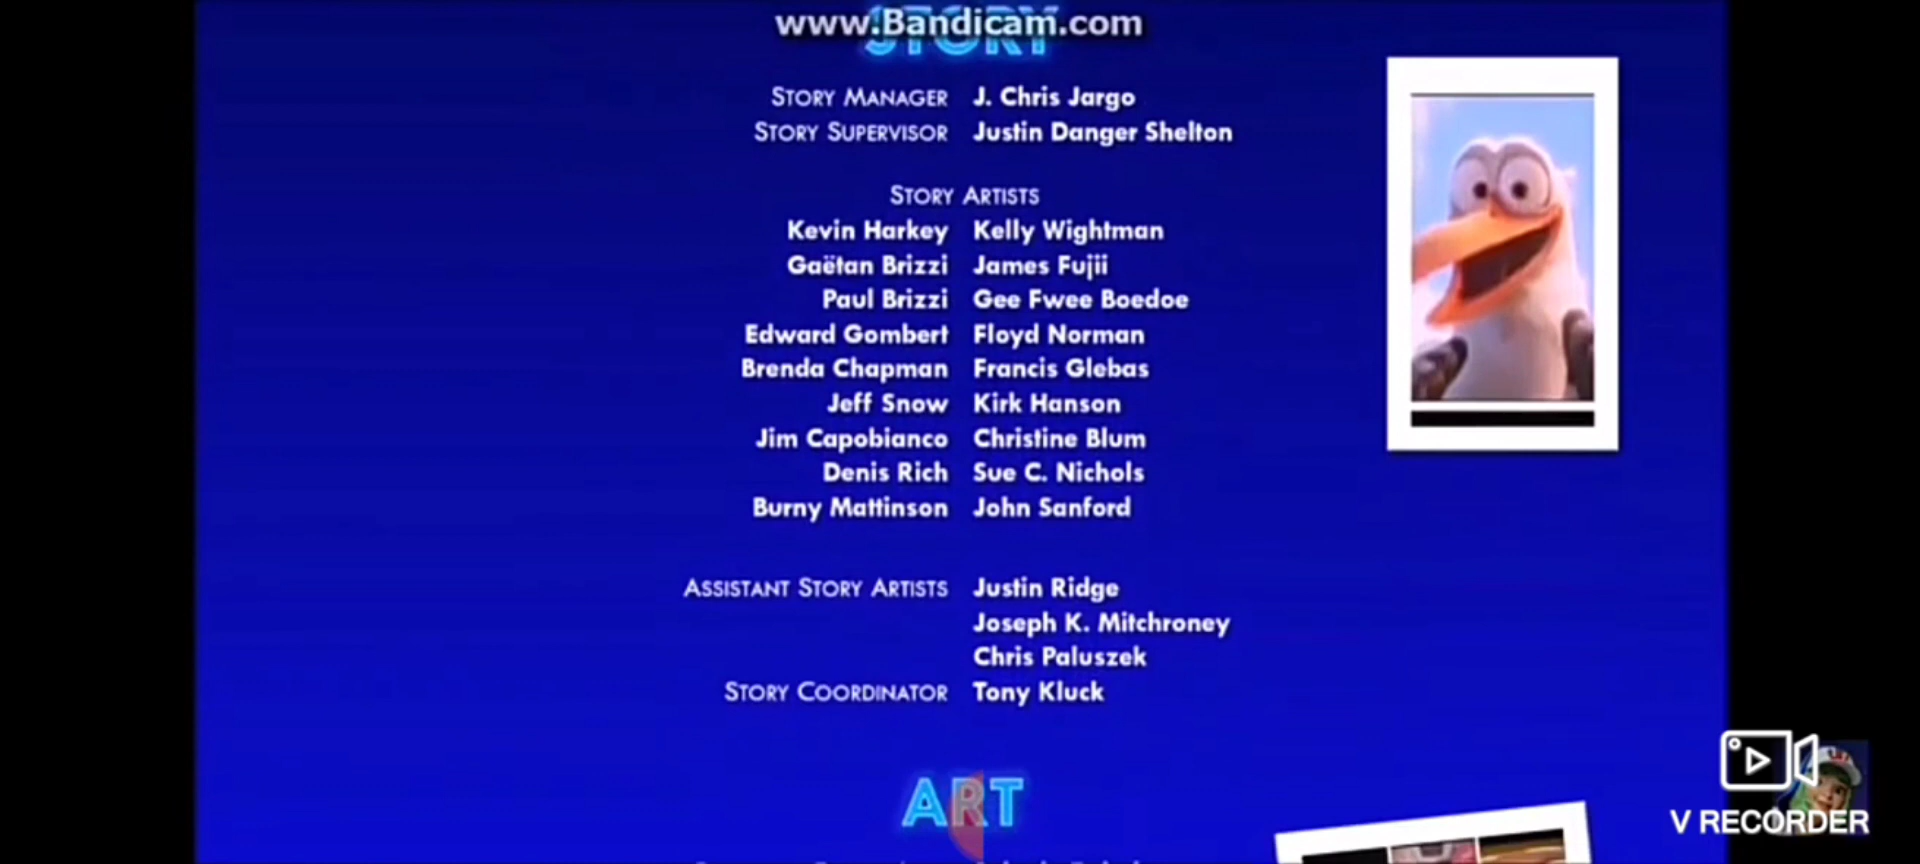 www.Bandicam.com
STORY
STORY MANAGER J. Chris Jargo
STORY SUPERVISOR Justin Danger Shelton
STORY ARTISTS
Kevin Harkey Kelly Wightman
Gaëtan Brizzi James Fujii
Paul Brizzi Gee Fwee Boedoe
Edward Gombert Floyd Norman
Brenda Chapman Francis Glebas
Jeff Snow Kirk Hanson
Jim Capobianco Christine Blum
Denis Rich Sue C. Nichols
Burny Mattinson John Sanford
ASSISTANT STORY ARTISTS Justin Ridge
Joseph K. Mitchroney
Chris Paluszek
STORY COORDINATOR Tony Kluck
ART
V RECORDER